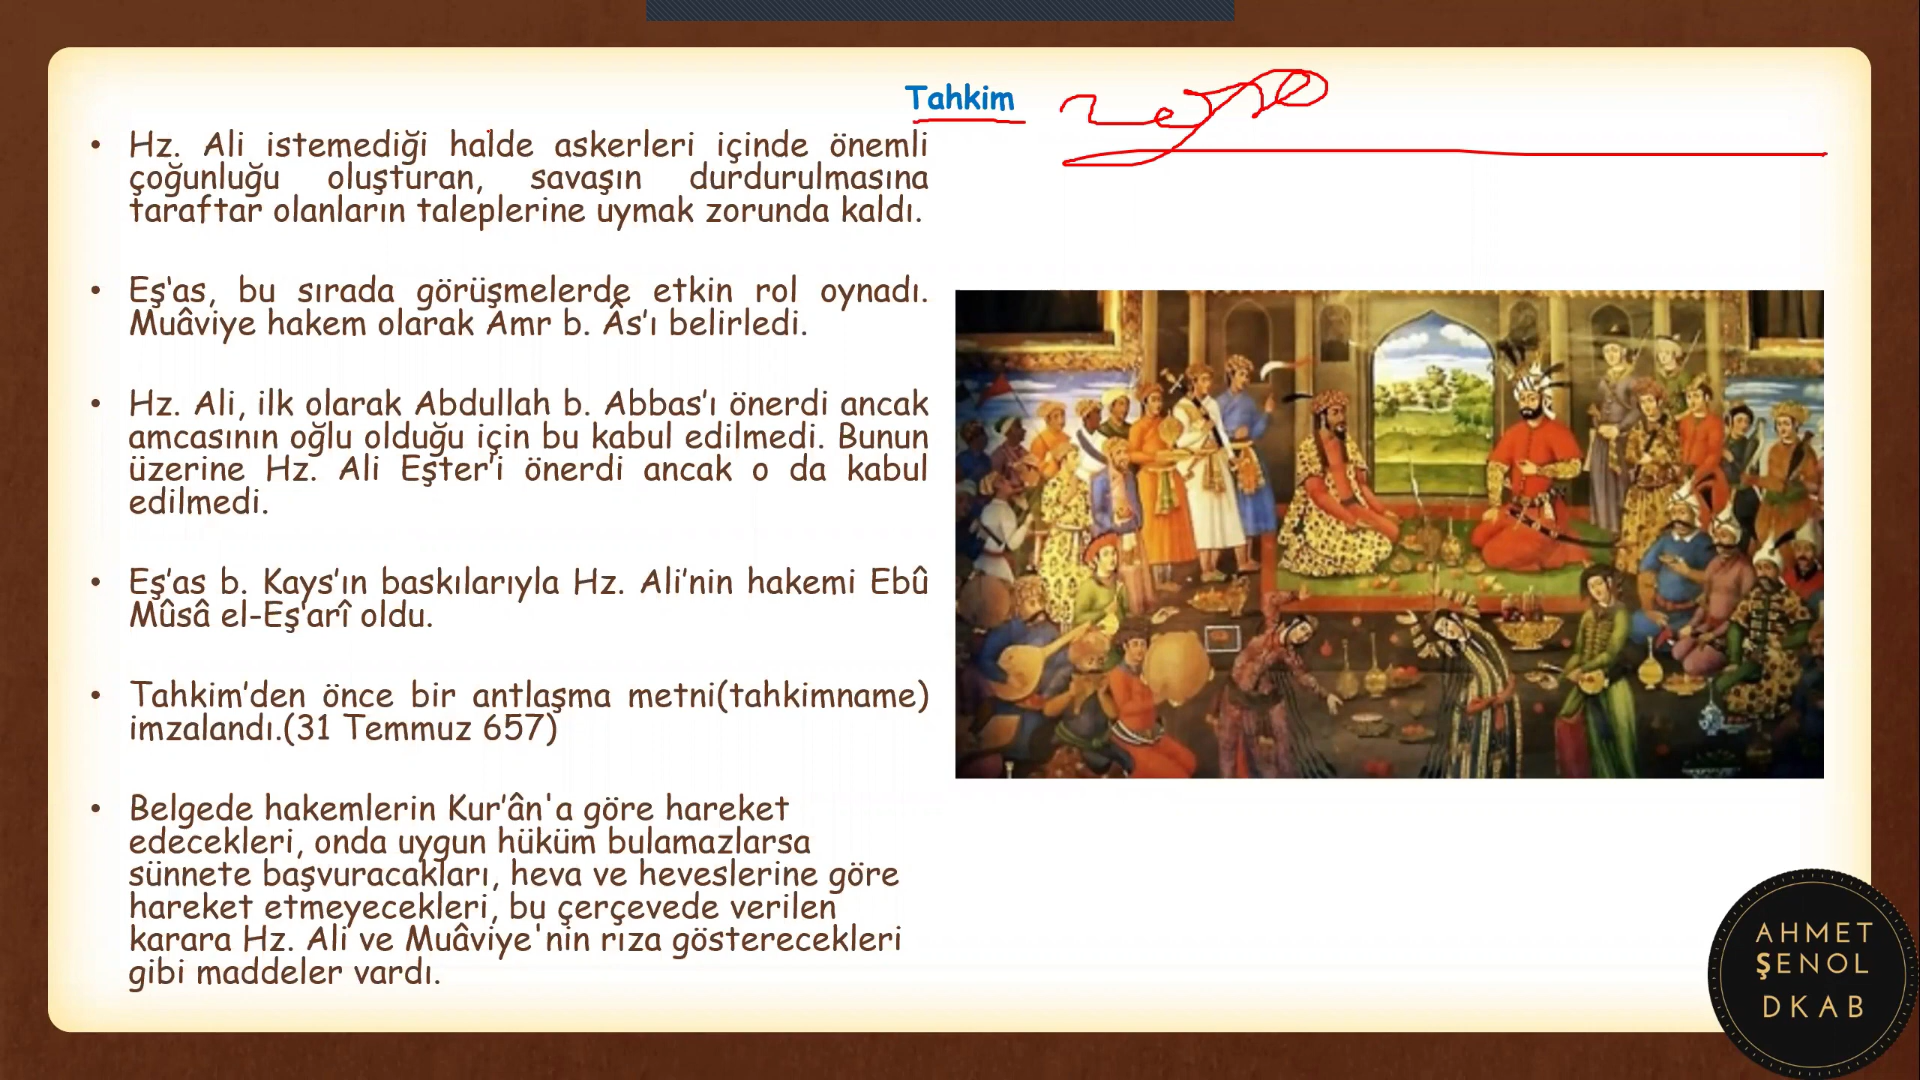 Tahkim
• Hz. Ali istemediği halde askerleri içinde önemli
çoğunluğu oluşturan, savaşın durdurulmasına
taraftar olanların taleplerine uymak zorunda kaldı.
• Eş'as, bu sırada görüşmelerde etkin rol oynadı.
Muâviye hakem olarak Amr b. Âs’ı belirledi.
• Hz. Ali, ilk olarak Abdullah b. Abbas’ı önerdi ancak
amcasının oğlu olduğu için bu kabul edilmedi. Bunun
üzerine Hz. Ali Eşter’i önerdi ancak o da kabul
edilmedi.
• Eş’as b. Kays’ın baskılarıyla Hz. Ali’nin hakemi Ebû
Mûsâ el-Eş'arî oldu.
• Tahkim’den önce bir antlaşma metni(tahkimname)
imzalandı.(31 Temmuz 657)
• Belgede hakemlerin Kur’ân'a göre hareket
edecekleri, onda uygun hüküm bulamazlarsa
sünnete başvuracakları, heva ve heveslerine göre
hareket etmeyecekleri, bu çerçevede verilen
karara Hz. Ali ve Muâviye'nin rıza gösterecekleri
gibi maddeler vardı.
AHMET
ŞENOL
DKAB